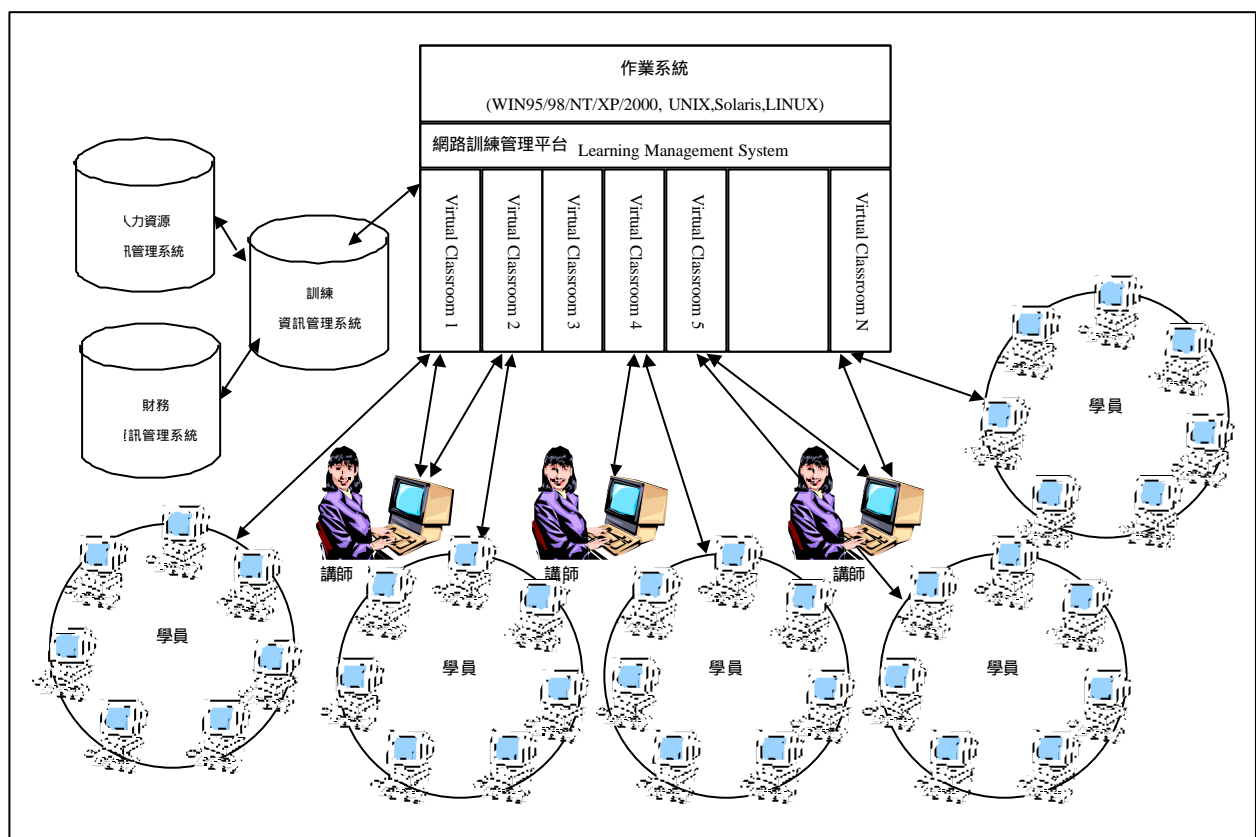 作業系統
(WIN95/98/NT/XP/2000, UNIX,Solaris,LINUX)
網路訓練管理平台 Learning Management System
Virtual Classroom 1
Virtual Classroom 2
Virtual Classroom 3
Virtual Classroom 4
Virtual Classroom 5
Virtual Classroom N
人力資源
訊管理系統
訓練
資訊管理系統
財務
訊管理系統
學員
講師
講師
講師
學員
學員
學員
學員